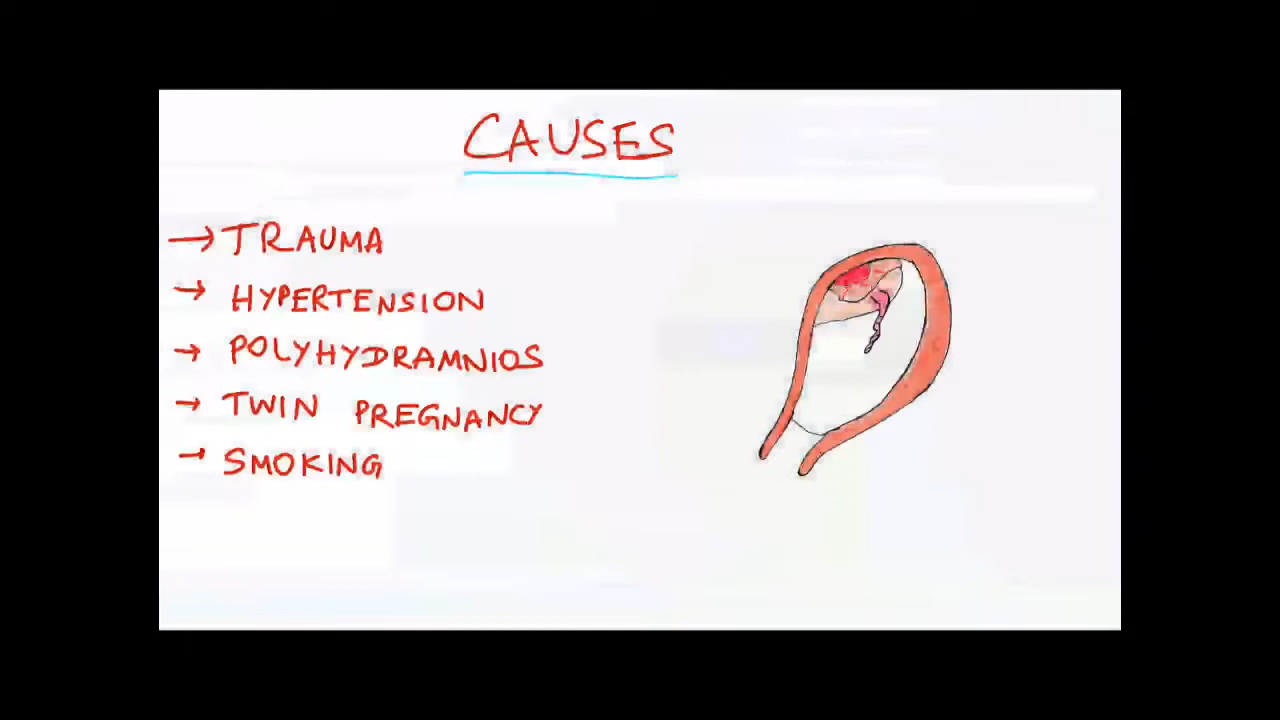 CAUSES
→ TRAUMA
→ HYPERTENSION
→ POLYHYDRAMNIOS
→ TWIN PREGNANCY
→ SMOKING